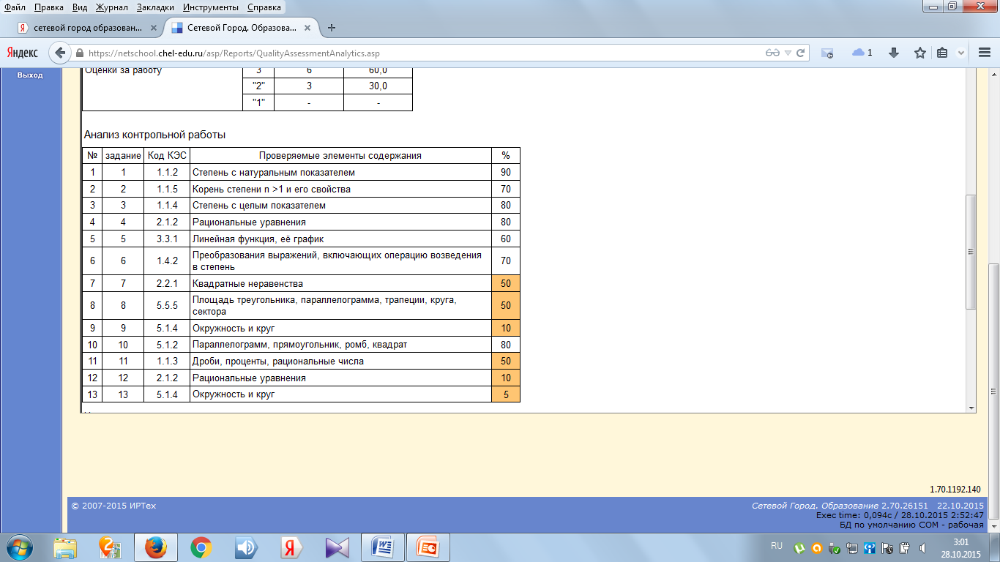 Файл Правка Вид Журнал Закладки Инструменты Справка
сетевой город образован... × Сетевой Город. Образова... × +
Яндекс https://netschool.chel-edu.ru/asp/Reports/QualityAssessmentAnalytics.asp 1
Выход
Оценки за работу 3 6 60,0
"2" 3 30,0
"1" - -
Анализ контрольной работы
№ задание Код КЭС Проверяемые элементы содержания %
1 1 1.1.2 Степень с натуральным показателем 90
2 2 1.1.5 Корень степени n >1 и его свойства 70
3 3 1.1.4 Степень с целым показателем 80
4 4 2.1.2 Рациональные уравнения 80
5 5 3.3.1 Линейная функция, её график 60
6 6 1.4.2 Преобразования выражений, включающих операцию возведения
в степень 70
7 7 2.2.1 Квадратные неравенства 50
8 8 5.5.5 Площадь треугольника, параллелограмма, трапеции, круга,
сектора 50
9 9 5.1.4 Окружность и круг 10
10 10 5.1.2 Параллелограмм, прямоугольник, ромб, квадрат 80
11 11 1.1.3 Дроби, проценты, рациональные числа 50
12 12 2.1.2 Рациональные уравнения 10
13 13 5.1.4 Окружность и круг 5
1.70.1192.140
© 2007-2015 ИРТех
Сетевой Город. Образование 2.70.26151 22.10.2015
Exec time: 0,094с / 28.10.2015 2:52:47
БД по умолчанию COM - рабочая
RU 3:01
28.10.2015